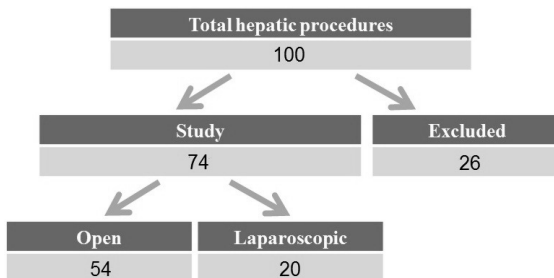 Total hepatic procedures
100
Study
Excluded
74
26
Open
Laparoscopic
54
20